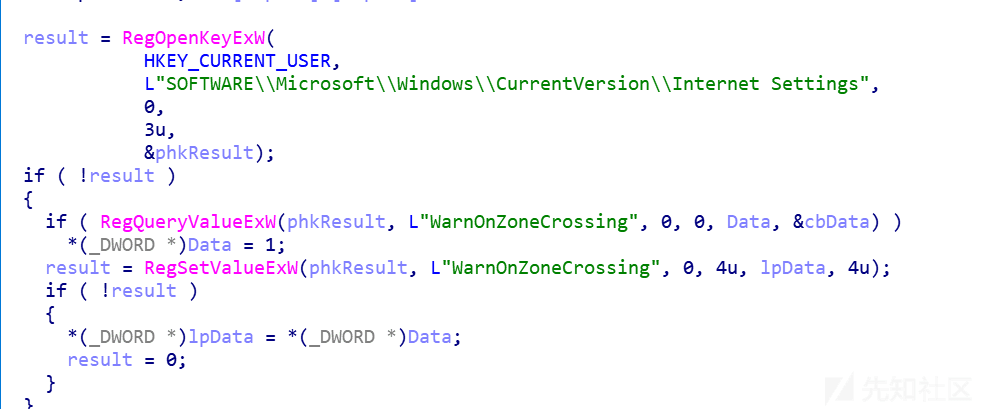 result = RegOpenKeyExW(
HKEY_CURRENT_USER,
L"SOFTWARE\\Microsoft\\Windows\\CurrentVersion\\Internet Settings",
0,
3u,
&phkResult);
if ( !result )
{
if ( RegQueryValueExW(phkResult, L"WarnOnZoneCrossing", 0, 0, Data, &cbData) )
*(_DWORD *)Data = 1;
result = RegSetValueExW(phkResult, L"WarnOnZoneCrossing", 0, 4u, lpData, 4u);
if ( !result )
{
*(_DWORD *)lpData = *(_DWORD *)Data;
result = 0;
}
}
先知社区